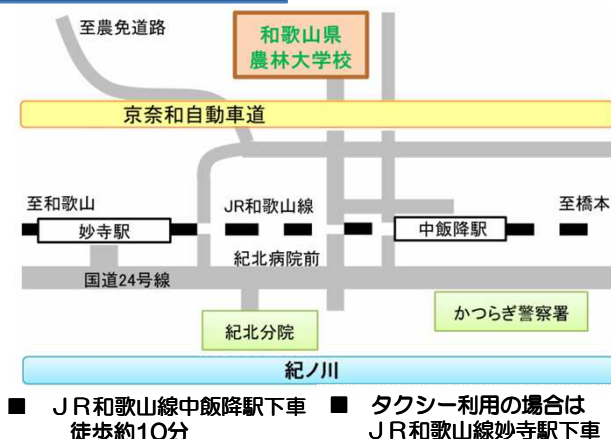 至農免道路
和歌山県
農林大学校
京奈和自動車道
至和歌山
JR和歌山線
至橋本
妙寺駅
中飯降駅
紀北病院前
国道24号線
かつらぎ警察署
紀北分院
紀ノ川
■ ＪＲ和歌山線中飯降駅下車
徒歩約10分
■ タクシー利用の場合は
ＪＲ和歌山線妙寺駅下車